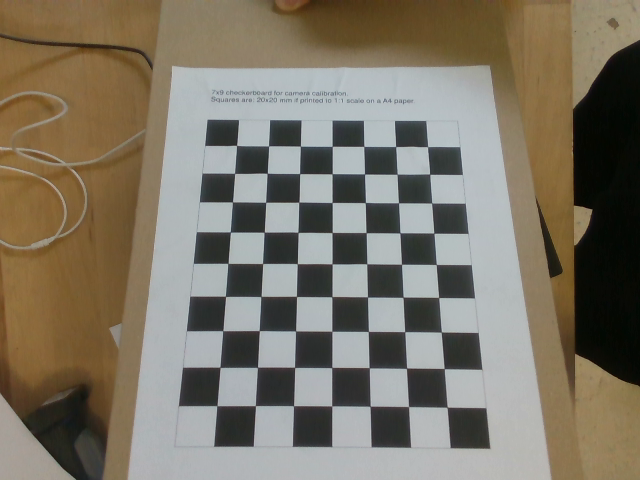 7x9 checkerboard for camera calibration.
Squares are: 20x20 mm if printed to 1:1 scale on a A4 paper.